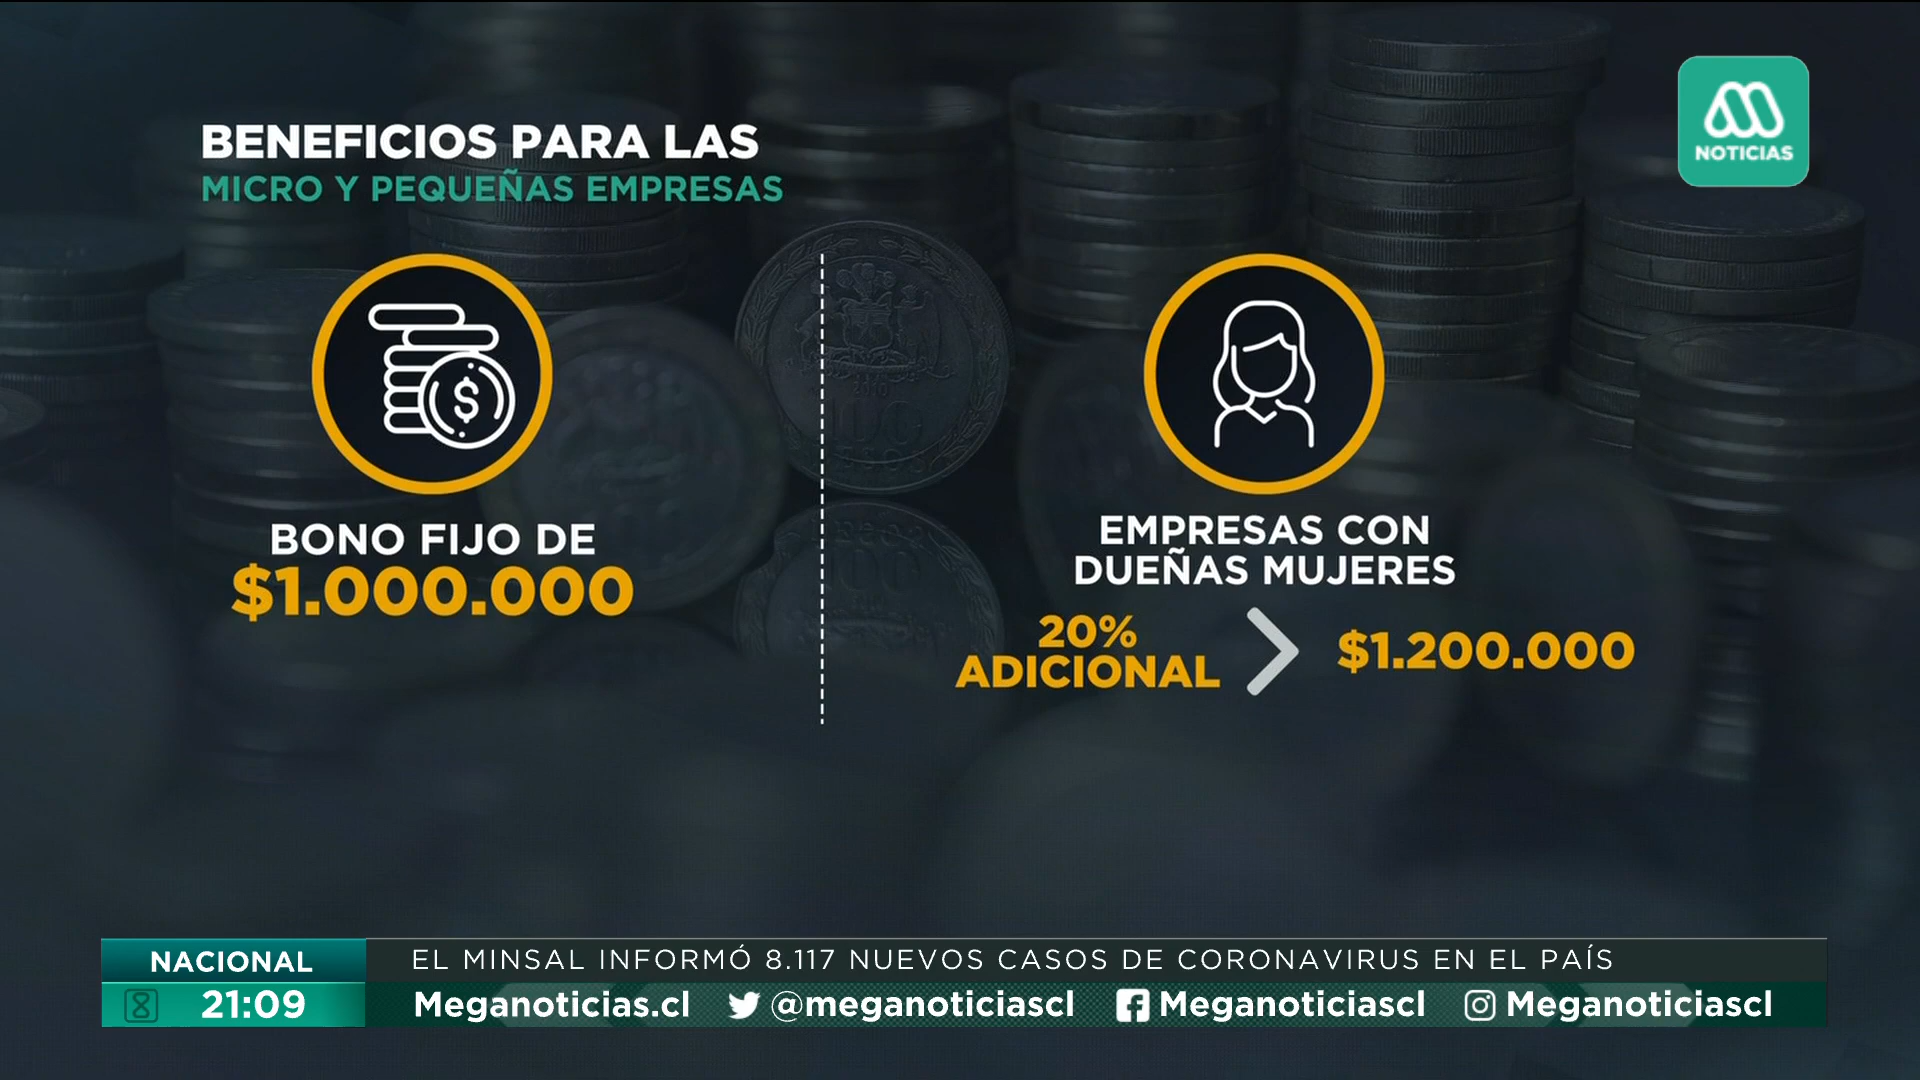 BENEFICIOS PARA LAS
MICRO Y PEQUEÑAS EMPRESAS
NOTICIAS
BONO FIJO DE
$1.000.000
EMPRESAS CON
DUEÑAS MUJERES
20%
ADICIONAL
$1.200.000
NACIONAL
EL MINSAL INFORMÓ 8.117 NUEVOS CASOS DE CORONAVIRUS EN EL PAÍS
21:09
Meganoticias.cl @meganoticiascl Meganoticiascl Meganoticiascl